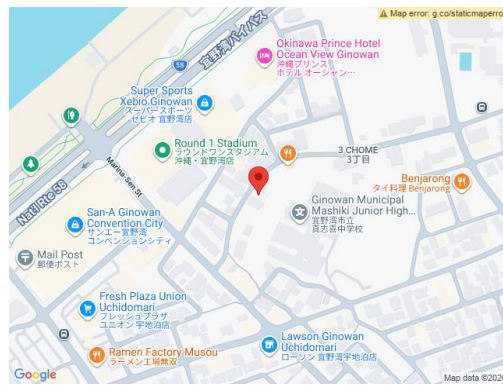 Map error: g.co/staticmaperro
宜野湾バイパス
58
Okinawa Prince Hotel
Ocean View Ginowan
沖縄プリンス
ホテル オーシャン…
Super Sports
Xebio Ginowan
スーパースポーツ
ゼビオ 宜野湾店
Round 1 Stadium
ラウンドワンスタジアム
沖縄・宜野湾店
3 CHOME
3丁目
Benjarong
タイ料理 Benjarong
Marina-Sen St
Nat'l Rte 58
Ginowan Municipal
Mashiki Junior High...
宜野湾市立
真志喜中学校
San-A Ginowan
Convention City
サンエー宜野湾
コンベンションシティ
Mail Post
郵便ポスト
Fresh Plaza Union
Uchidomari
フレッシュプラザ
ユニオン 宇地泊店
Lawson Ginowan
Uchidomari
ローソン 宜野湾宇地泊店
Ramen Factory Musou
ラーメン工場無双
Google
Map data ©202